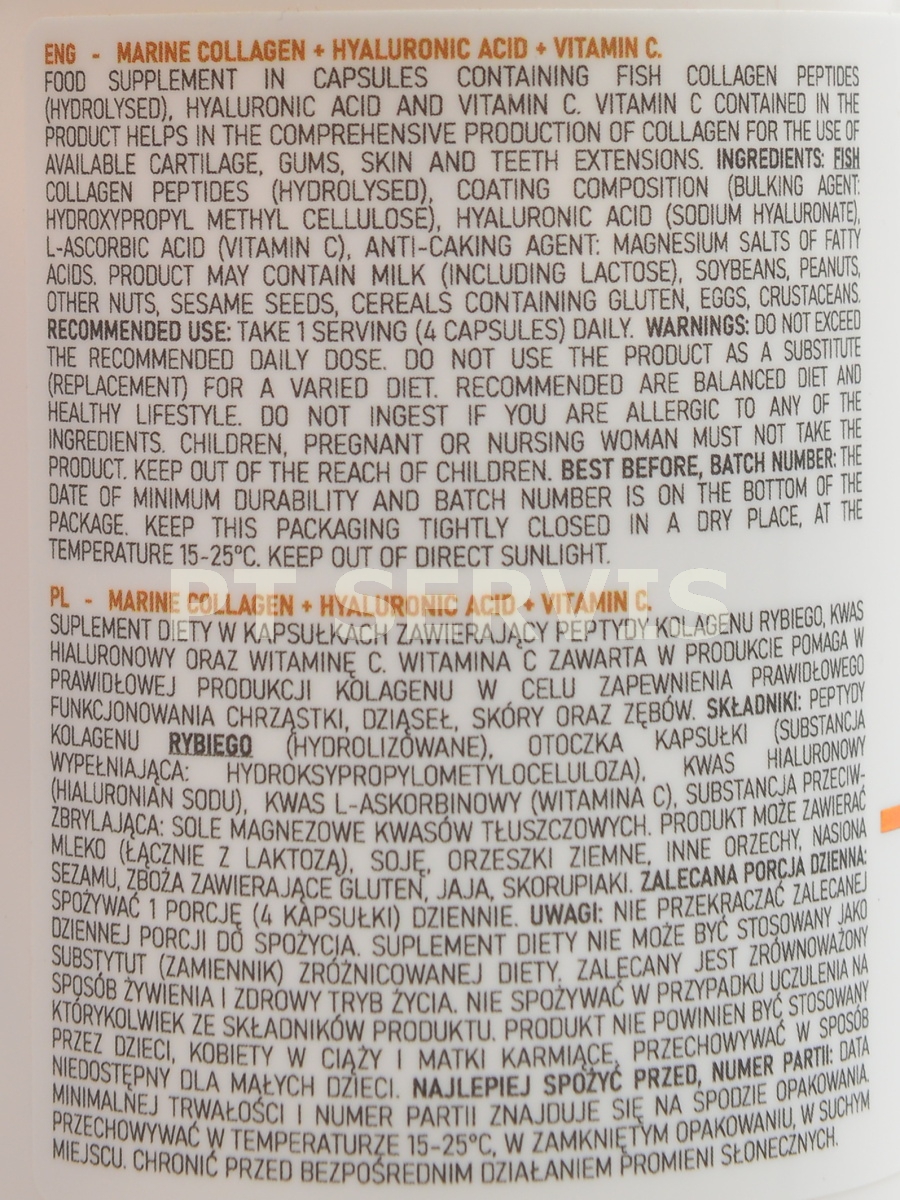 ENG - MARINE COLLAGEN + HYALURONIC ACID + VITAMIN C.
FOOD SUPPLEMENT IN CAPSULES CONTAINING FISH COLLAGEN PEPTIDES
(HYDROLYSED), HYALURONIC ACID AND VITAMIN C. VITAMIN C CONTAINED IN THE
PRODUCT HELPS IN THE COMPREHENSIVE PRODUCTION OF COLLAGEN FOR THE USE OF
AVAILABLE CARTILAGE, GUMS, SKIN AND TEETH EXTENSIONS. INGREDIENTS: FISH
COLLAGEN PEPTIDES (HYDROLYSED), COATING COMPOSITION (BULKING AGENT:
HYDROXYPROPYL METHYL CELLULOSE), HYALURONIC ACID (SODIUM HYALURONATE),
L-ASCORBIC ACID (VITAMIN C), ANTI-CAKING AGENT: MAGNESIUM SALTS OF FATTY
ACIDS. PRODUCT MAY CONTAIN MILK (INCLUDING LACTOSE), SOYBEANS, PEANUTS,
OTHER NUTS, SESAME SEEDS, CEREALS CONTAINING GLUTEN, EGGS, CRUSTACEANS.
RECOMMENDED USE: TAKE 1 SERVING (4 CAPSULES) DAILY. WARNINGS: DO NOT EXCEED
THE RECOMMENDED DAILY DOSE. DO NOT USE THE PRODUCT AS A SUBSTITUTE
(REPLACEMENT) FOR A VARIED DIET. RECOMMENDED ARE BALANCED DIET AND
HEALTHY LIFESTYLE. DO NOT INGEST IF YOU ARE ALLERGIC TO ANY OF THE
INGREDIENTS. CHILDREN, PREGNANT OR NURSING WOMAN MUST NOT TAKE THE
PRODUCT. KEEP OUT OF THE REACH OF CHILDREN. BEST BEFORE, BATCH NUMBER: THE
DATE OF MINIMUM DURABILITY AND BATCH NUMBER IS ON THE BOTTOM OF THE
PACKAGE. KEEP THIS PACKAGING TIGHTLY CLOSED IN A DRY PLACE, AT THE
TEMPERATURE 15-25°C. KEEP OUT OF DIRECT SUNLIGHT.
PT SERVIS
PL - MARINE COLLAGEN + HYALURONIC ACID + VITAMIN C.
SUPLEMENT DIETY W KAPSUŁKACH ZAWIERAJĄCY PEPTYDY KOLAGENU RYBIEGO, KWAS
HIALURONOWY ORAZ WITAMINĘ C. WITAMINA C ZAWARTA W PRODUKCIE POMAGA W
PRAWIDŁOWEJ PRODUKCJI KOLAGENU W CELU ZAPEWNIENIA PRAWIDŁOWEGO
FUNKCJONOWANIA CHRZĄSTKI, DZIĄSEŁ, SKÓRY ORAZ ZĘBÓW. SKŁADNIKI: PEPTYDY
KOLAGENU RYBIEGO (HYDROLIZOWANE), OTOCZKA KAPSUŁKI (SUBSTANCJA
WYPEŁNIAJĄCA: HYDROKSYPROPYLOMETYLOCELULOZA), KWAS HIALURONOWY
(HIALURONIAN SODU), KWAS L-ASKORBINOWY (WITAMINA C), SUBSTANCJA PRZECIW-
ZBRYLAJĄCA: SOLE MAGNEZOWE KWASÓW TŁUSZCZOWYCH. PRODUKT MOŻE ZAWIERAĆ
MLEKO (ŁĄCZNIE Z LAKTOZĄ), SOJĘ, ORZESZKI ZIEMNE, INNE ORZECHY, NASIONA
SEZAMU, ZBOŻA ZAWIERAJĄCE GLUTEN, JAJA, SKORUPIAKI. ZALECANA PORCJA DZIENNA:
SPOŻYWAĆ 1 PORCJĘ (4 KAPSUŁKI) DZIENNIE. UWAGI: NIE PRZEKRACZAĆ ZALECANEJ
DZIENNEJ PORCJI DO SPOŻYCIA. SUPLEMENT DIETY NIE MOŻE BYĆ STOSOWANY JAKO
SUBSTYTUT (ZAMIENNIK) ZRÓŻNICOWANEJ DIETY. ZALECANY JEST ZRÓWNOWAŻONY
SPOSÓB ŻYWIENIA I ZDROWY TRYB ŻYCIA. NIE SPOŻYWAĆ W PRZYPADKU UCZULENIA NA
KTÓRYKOLWIEK ZE SKŁADNIKÓW PRODUKTU. PRODUKT NIE POWINIEN BYĆ STOSOWANY
PRZEZ DZIECI, KOBIETY W CIĄŻY I MATKI KARMIĄCE. PRZECHOWYWAĆ W SPOSÓB
NIEDOSTĘPNY DLA MAŁYCH DZIECI. NAJLEPIEJ SPOŻYĆ PRZED, NUMER PARTII: DATA
MINIMALNEJ TRWAŁOŚCI I NUMER PARTII ZNAJDUJE SIĘ NA SPODZIE OPAKOWANIA.
PRZECHOWYWAĆ W TEMPERATURZE 15-25°C, W ZAMKNIĘTYM OPAKOWANIU, W SUCHYM
MIEJSCU. CHRONIĆ PRZED BEZPOŚREDNIM DZIAŁANIEM PROMIENI SŁONECZNYCH.